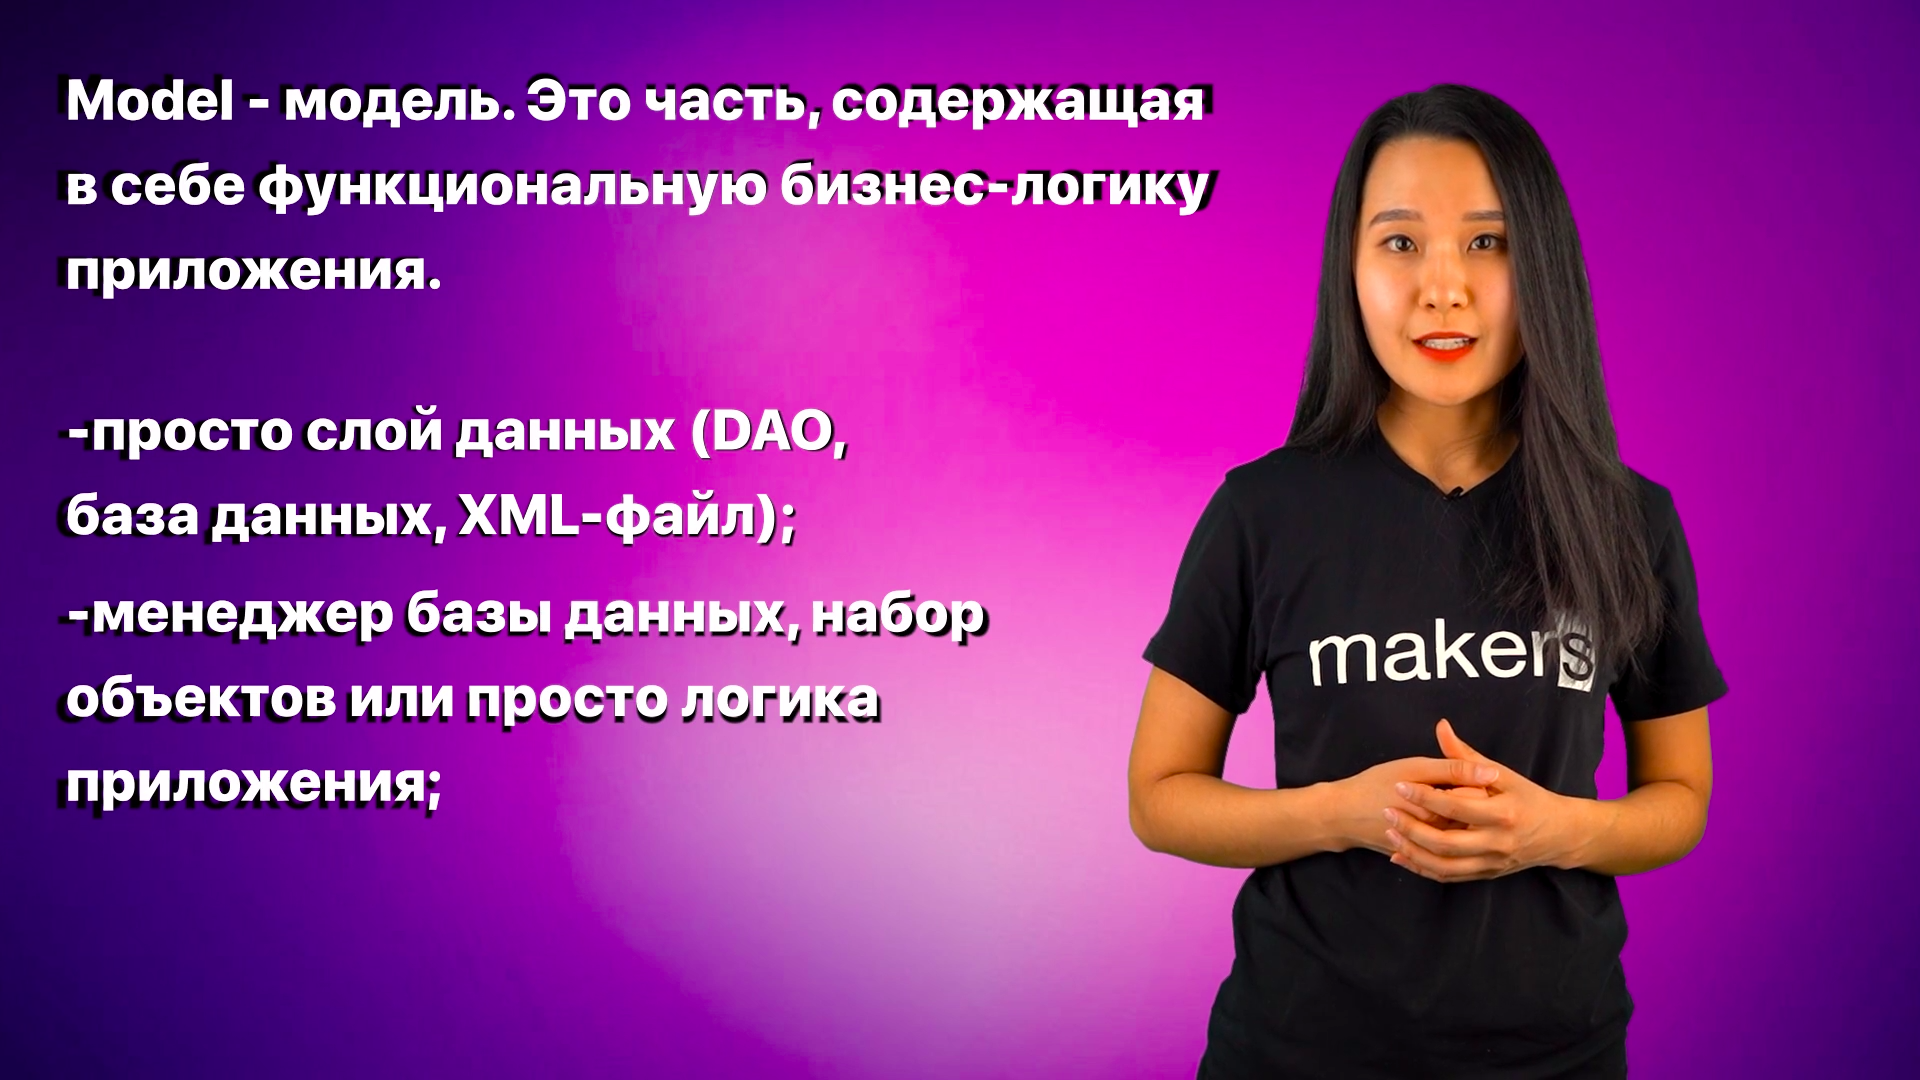 Model - модель. Это часть, содержащая
в себе функциональную бизнес-логику
приложения.
-просто слой данных (DAO,
база данных, XML-файл);
-менеджер базы данных, набор
объектов или просто логика
приложения;
makers